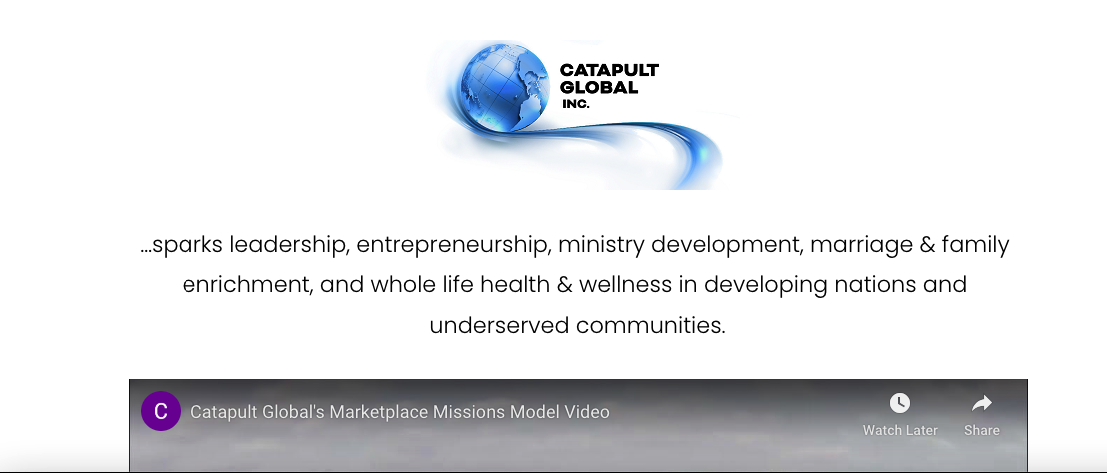 CATAPULT
GLOBAL
INC.
...sparks leadership, entrepreneurship, ministry development, marriage & family
enrichment, and whole life health & wellness in developing nations and
underserved communities.
C
Catapult Global's Marketplace Missions Model Video
Watch Later
Share